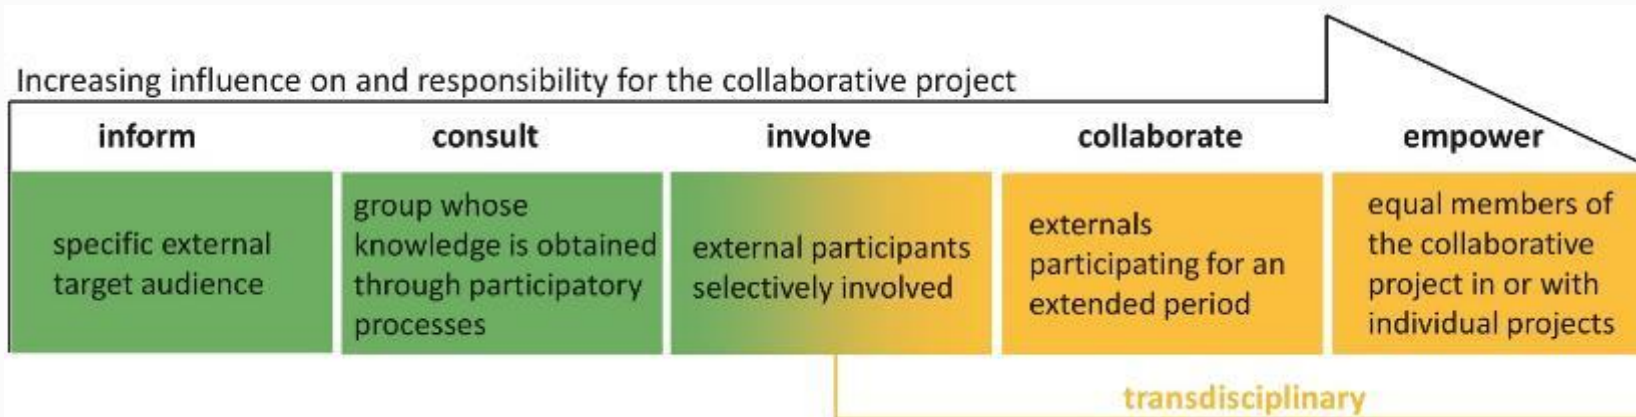 Increasing influence on and responsibility for the collaborative project
inform
consult
involve
collaborate
empower
specific external
target audience
group whose
knowledge is obtained
through participatory
processes
external participants
selectively involved
externals
participating for an
extended period
equal members of
the collaborative
project in or with
individual projects
transdisciplinary